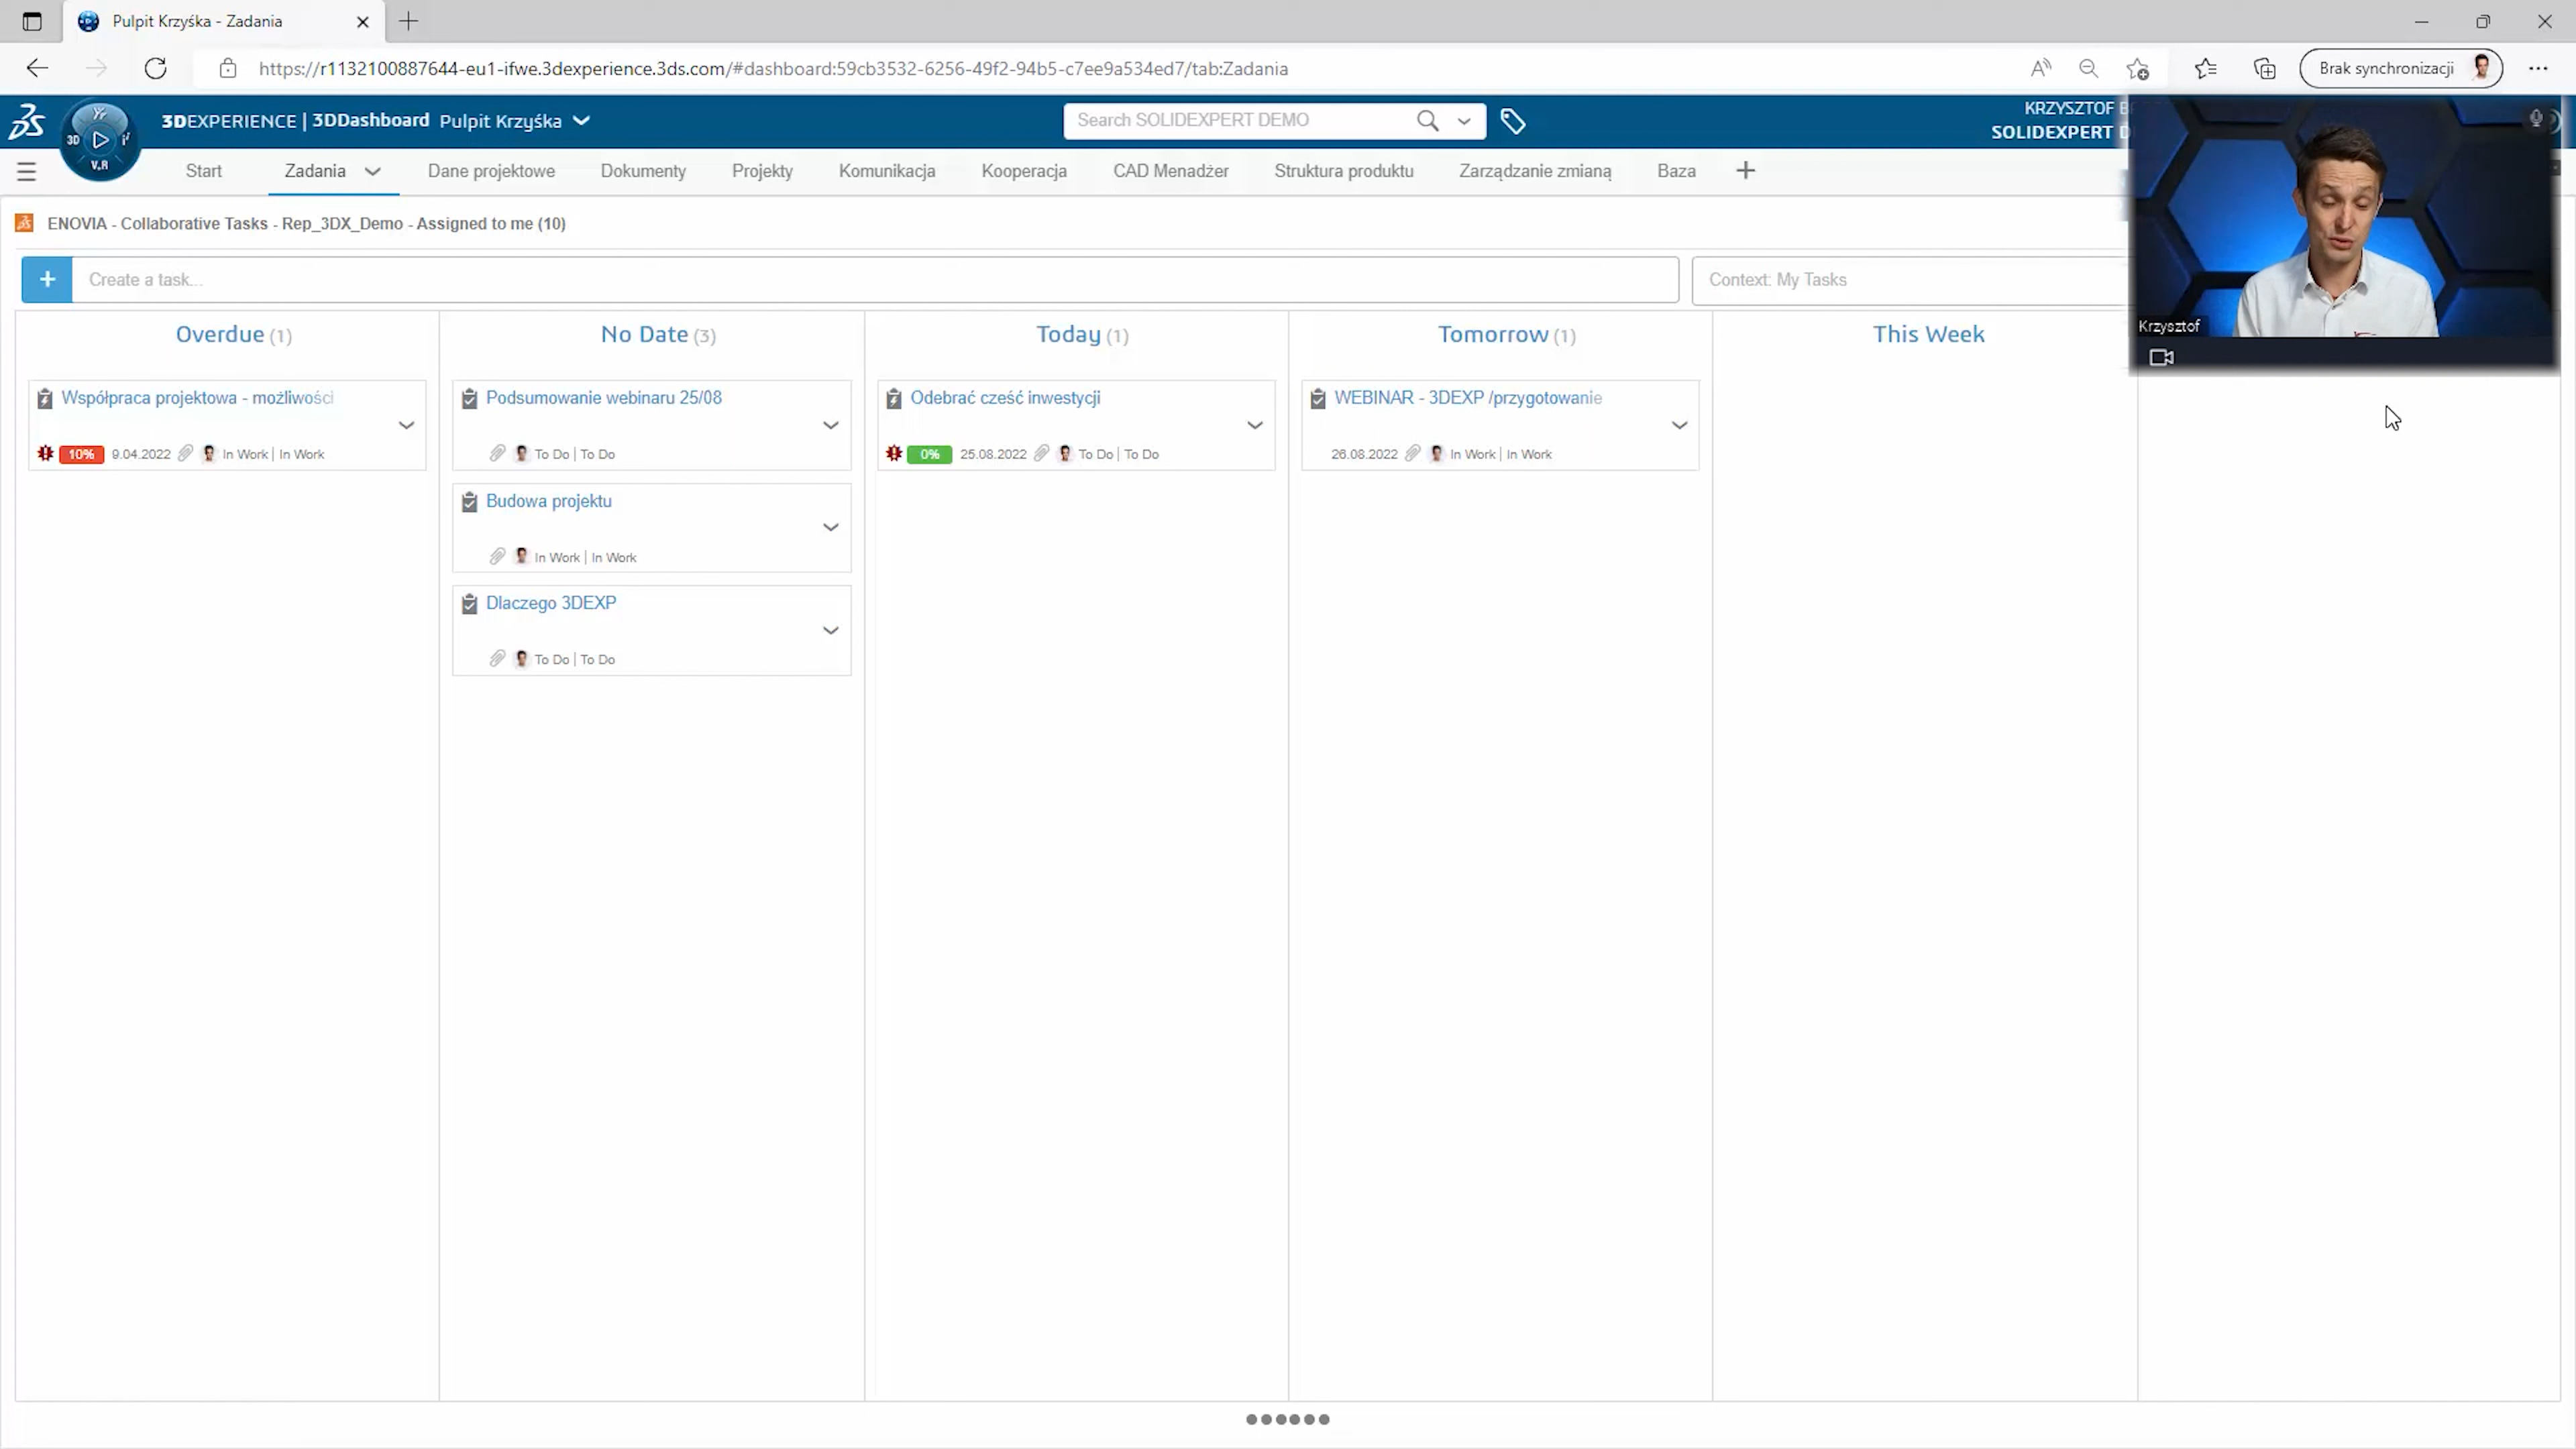 Pulpit Krzyśka - Zadania
https://r1132100887644-eu1-ifwe.3dexperience.3ds.com/#dashboard:59cb3532-6256-49f2-94b5-c7ee9a534ed7/tab:Zadania
Brak synchronizacji
3DEXPERIENCE | 3DDashboard Pulpit Krzyśka
Search SOLIDEXPERT DEMO
KRZYSZTOF
SOLIDEXPERT
3D
V.R
Start
Zadania
Dane projektowe
Dokumenty
Projekty
Komunikacja
Kooperacja
CAD Menadżer
Struktura produktu
Zarządzanie zmianą
Baza
ENOVIA - Collaborative Tasks - Rep_3DX_Demo - Assigned to me (10)
Create a task...
Context: My Tasks
Krzysztof
Overdue (1)
Współpraca projektowa - możliwości
10% 9.04.2022 In Work | In Work
No Date (3)
Podsumowanie webinaru 25/08
To Do | To Do
Budowa projektu
In Work | In Work
Dlaczego 3DEXP
To Do | To Do
Today (1)
Odebrać cześć inwestycji
0% 25.08.2022 To Do | To Do
Tomorrow (1)
WEBINAR - 3DEXP /przygotowanie
26.08.2022 In Work | In Work
This Week